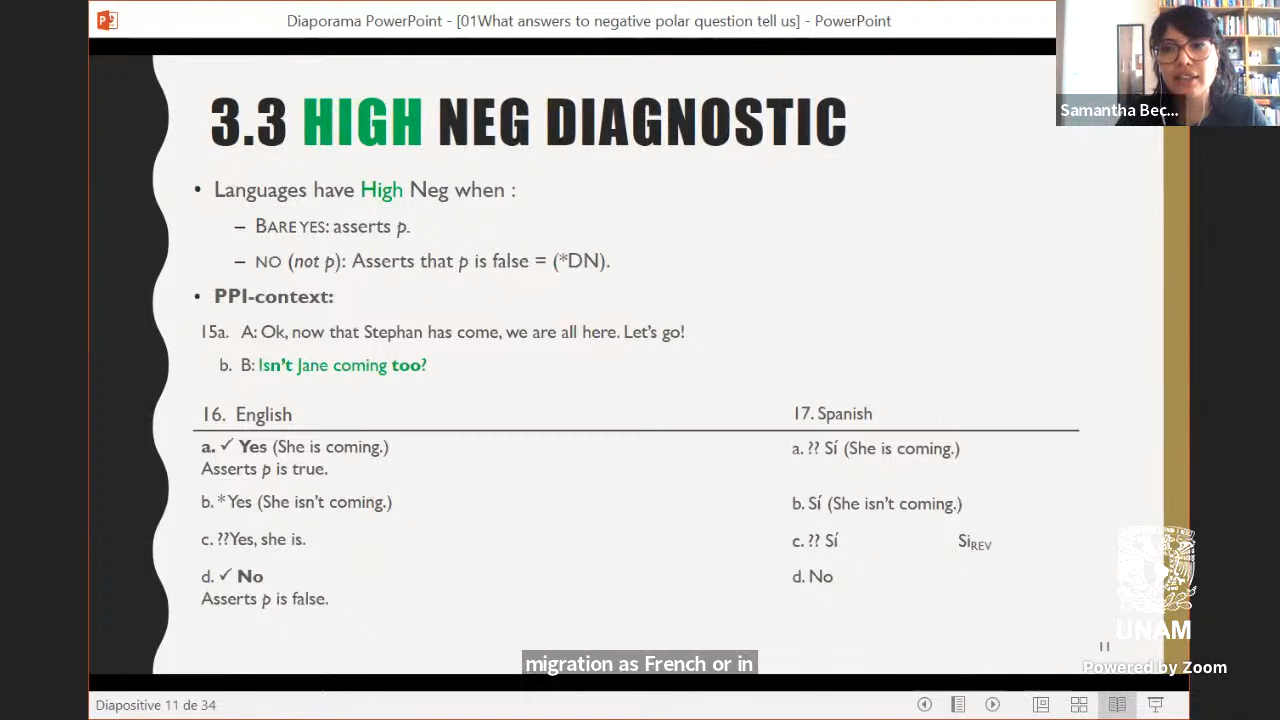 Diaporama PowerPoint - [01What answers to negative polar question tell us] - PowerPoint
Samantha Bec...
3.3 HIGH NEG DIAGNOSTIC
• Languages have High Neg when :
– BARE YES: asserts p.
– NO (not p): Asserts that p is false = (*DN).
• PPI-context:
15a. A: Ok, now that Stephan has come, we are all here. Let's go!
b. B: Isn't Jane coming too?
16. English 17. Spanish
a. ✓ Yes (She is coming.) a. ?? Sí (She is coming.)
Asserts p is true.
b. *Yes (She isn't coming.) b. Sí (She isn't coming.)
c. ??Yes, she is. c. ?? Sí SiREV
d. ✓ No d. No
Asserts p is false.
UNAM
11
migration as French or in
Powered by Zoom
Diapositive 11 de 34